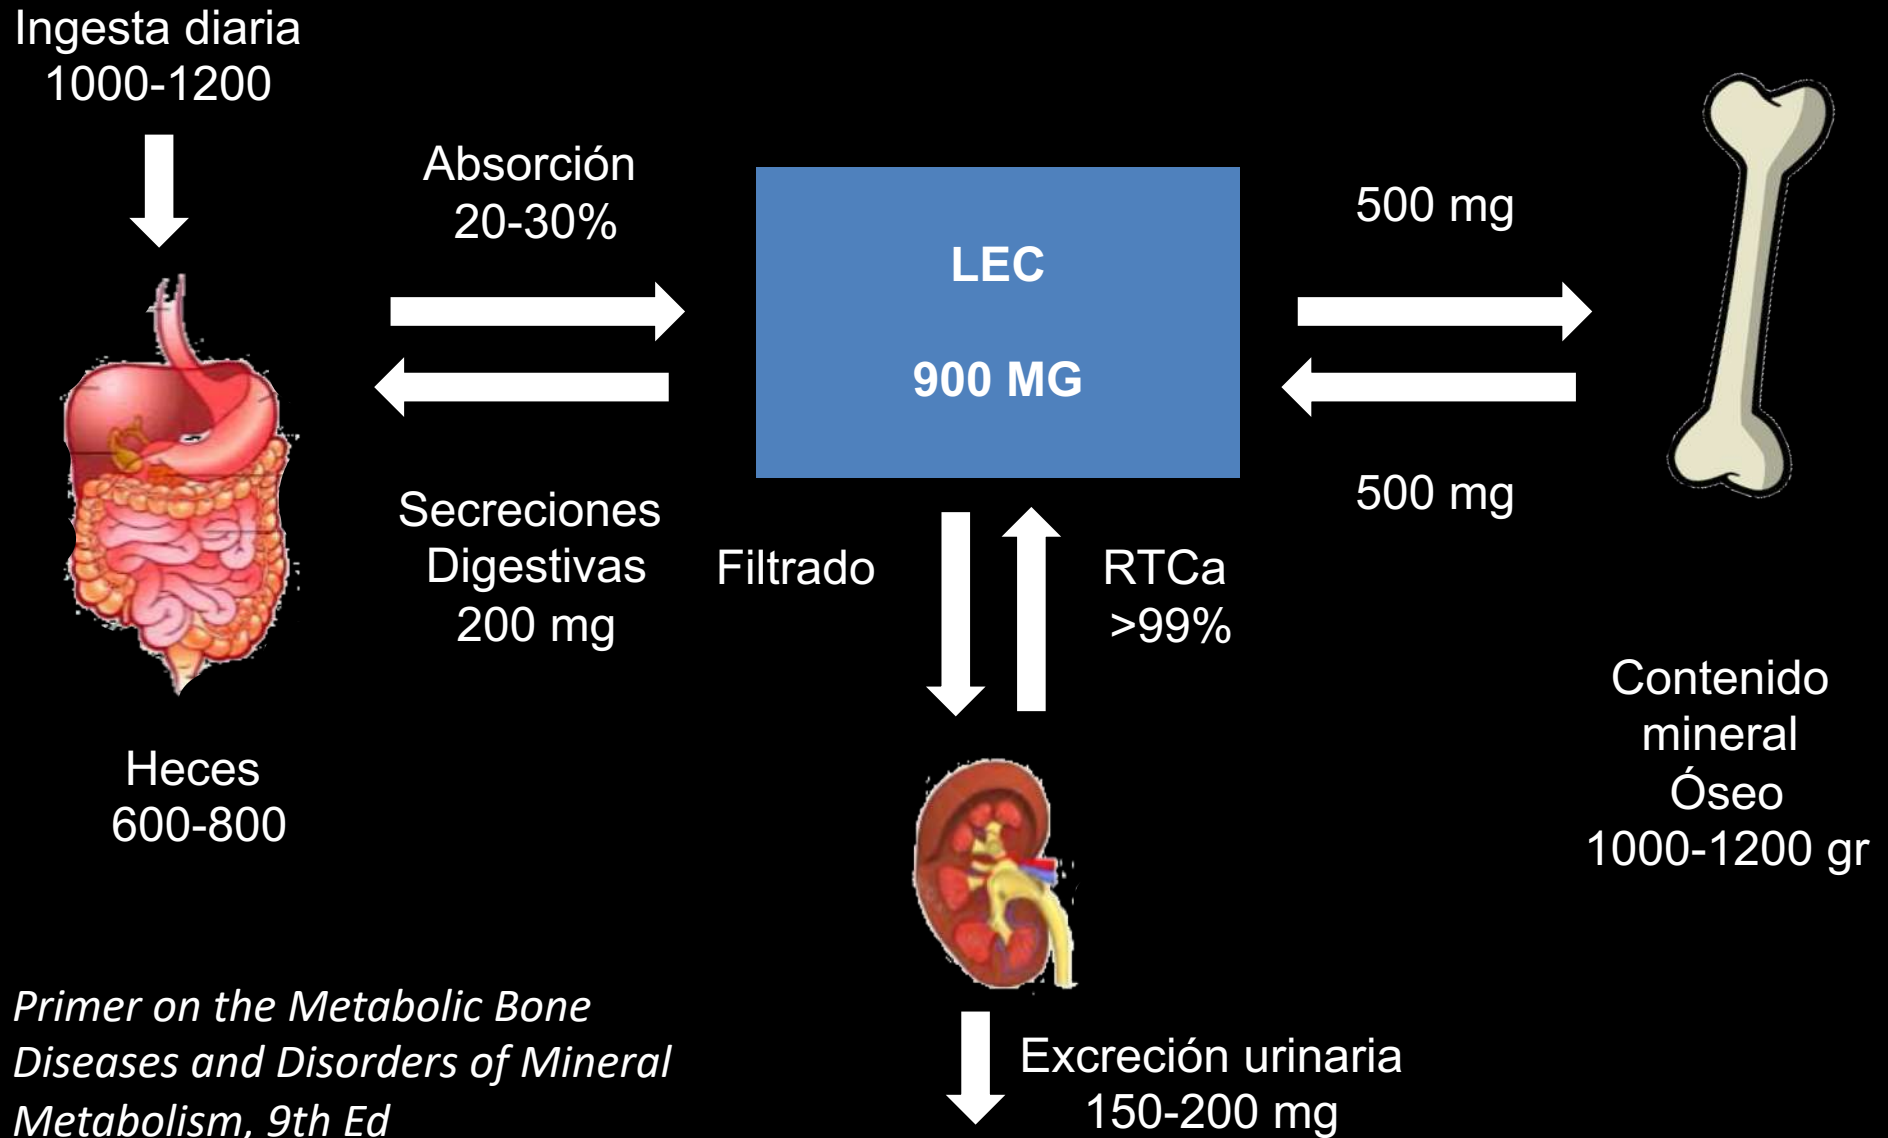 Ingesta diaria
1000-1200
Absorción
20-30%
LEC
900 MG
500 mg
500 mg
Secreciones
Digestivas
200 mg
Filtrado
RTCa
>99%
Contenido
mineral
Óseo
1000-1200 gr
Heces
600-800
Primer on the Metabolic Bone
Diseases and Disorders of Mineral
Metabolism, 9th Ed
Excreción urinaria
150-200 mg